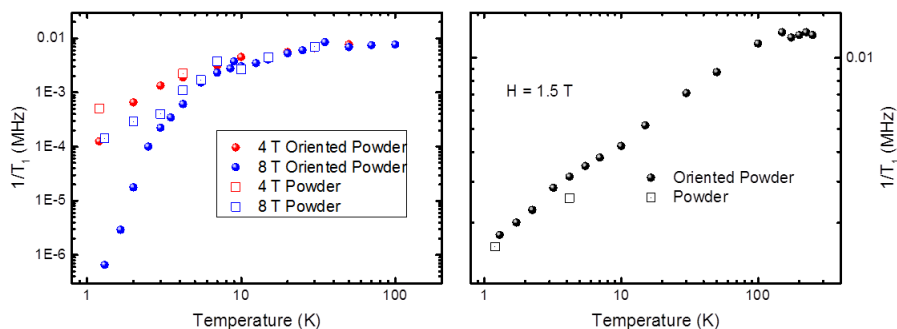 0.01
1E-3
1E-4
1E-5
1E-6
1/T1 (MHz)
4 T Oriented Powder
8 T Oriented Powder
4 T Powder
8 T Powder
1
10
100
Temperature (K)
H = 1.5 T
Oriented Powder
Powder
0.01
1/T1 (MHz)
1
10
100
Temperature (K)